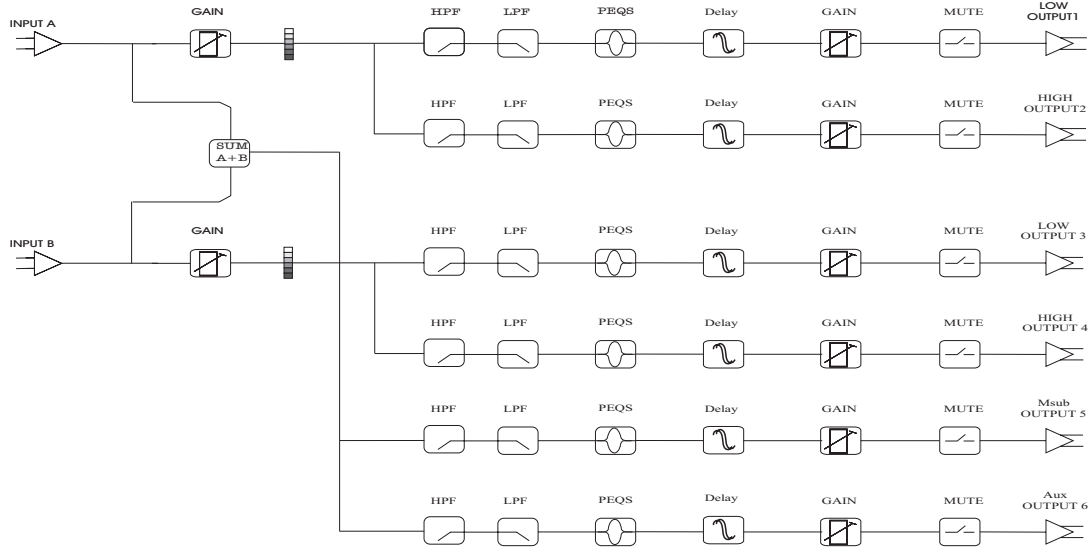 INPUT A
GAIN
HPF LPF PEQS Delay GAIN MUTE
LOW
OUTPUT1
HPF LPF PEQS Delay GAIN MUTE
HIGH
OUTPUT2
SUM
A+B
INPUT B
GAIN
HPF LPF PEQS Delay GAIN MUTE
LOW
OUTPUT 3
HPF LPF PEQS Delay GAIN MUTE
HIGH
OUTPUT 4
HPF LPF PEQS Delay GAIN MUTE
Msub
OUTPUT 5
HPF LPF PEQS Delay GAIN MUTE
Aux
OUTPUT 6